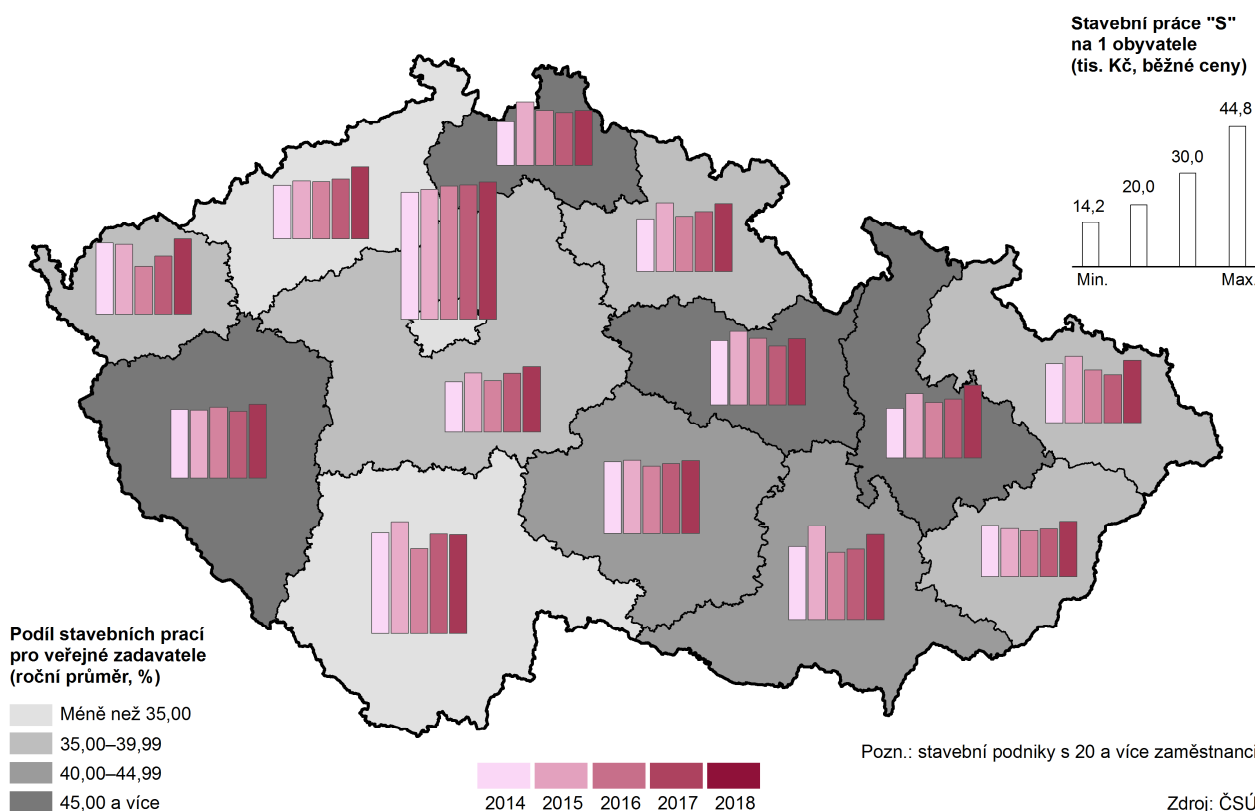 Stavební práce "S"
na 1 obyvatele
(tis. Kč, běžné ceny)
44,8
30,0
20,0
14,2
Min.
Max.
Podíl stavebních prací
pro veřejné zadavatele
(roční průměr, %)
Méně než 35,00
35,00–39,99
40,00–44,99
45,00 a více
2014 2015 2016 2017 2018
Pozn.: stavební podniky s 20 a více zaměstnanci
Zdroj: ČSÚ